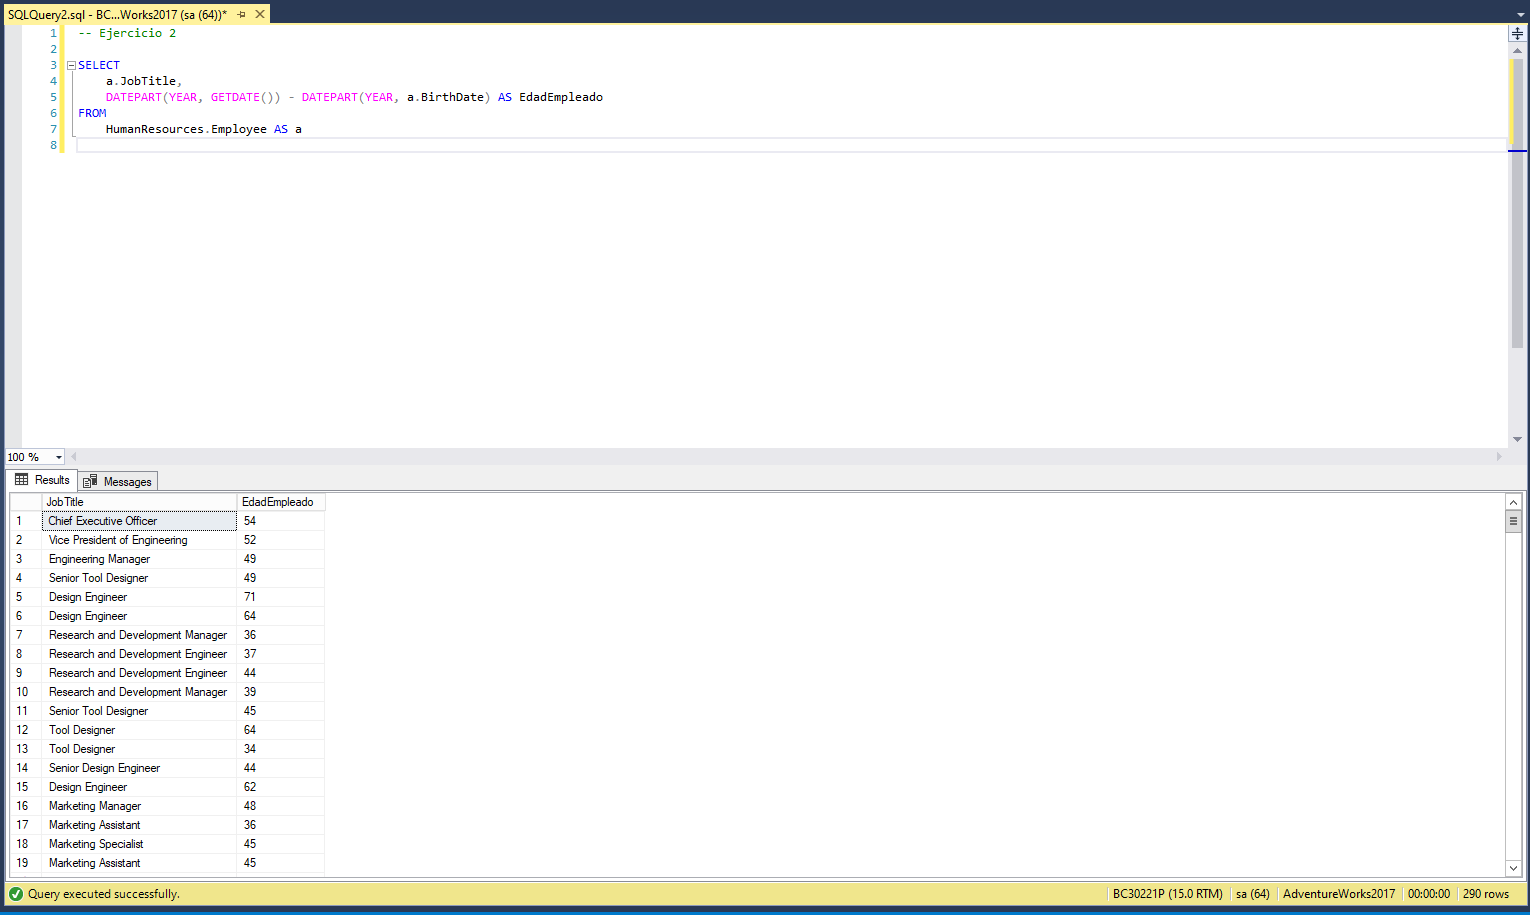 SQLQuery2.sql - BC...Works2017 (sa (64))*
1 -- Ejercicio 2
2
3 SELECT
4 a.JobTitle,
5 DATEPART(YEAR, GETDATE()) - DATEPART(YEAR, a.BirthDate) AS EdadEmpleado
6 FROM
7 HumanResources.Employee AS a
8
100 %
Results Messages
JobTitle EdadEmpleado
1 Chief Executive Officer 54
2 Vice President of Engineering 52
3 Engineering Manager 49
4 Senior Tool Designer 49
5 Design Engineer 71
6 Design Engineer 64
7 Research and Development Manager 36
8 Research and Development Engineer 37
9 Research and Development Engineer 44
10 Research and Development Manager 39
11 Senior Tool Designer 45
12 Tool Designer 64
13 Tool Designer 34
14 Senior Design Engineer 44
15 Design Engineer 62
16 Marketing Manager 48
17 Marketing Assistant 36
18 Marketing Specialist 45
19 Marketing Assistant 45
Query executed successfully. BC30221P (15.0 RTM) sa (64) AdventureWorks2017 00:00:00 290 rows